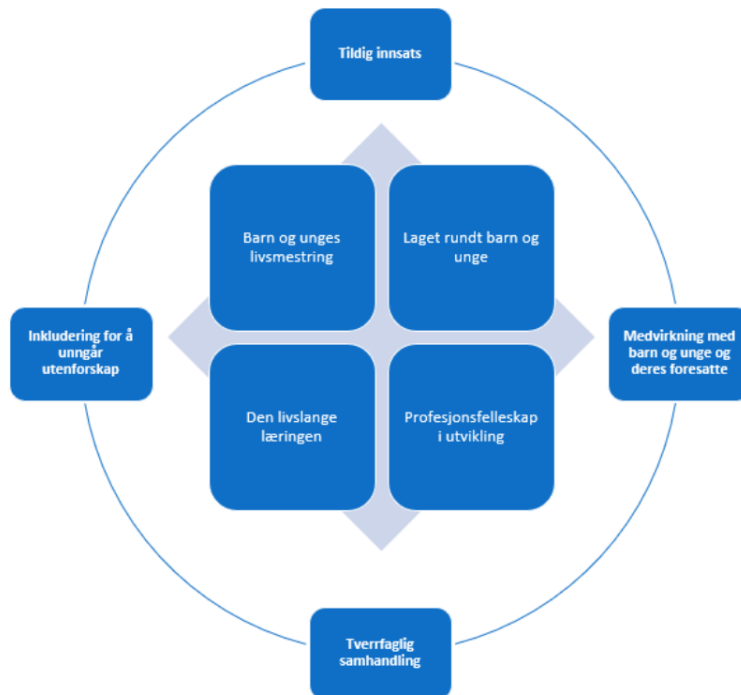 Tildig innsats
Barn og unges
livsmestring
Laget rundt barn og
unge
Inkludering for å
unngår
utenforskap
Medvirkning med
barn og unge og
deres foresatte
Den livslange
læringen
Profesjonsfelleskap
i utvikling
Tverrfaglig
samhandling